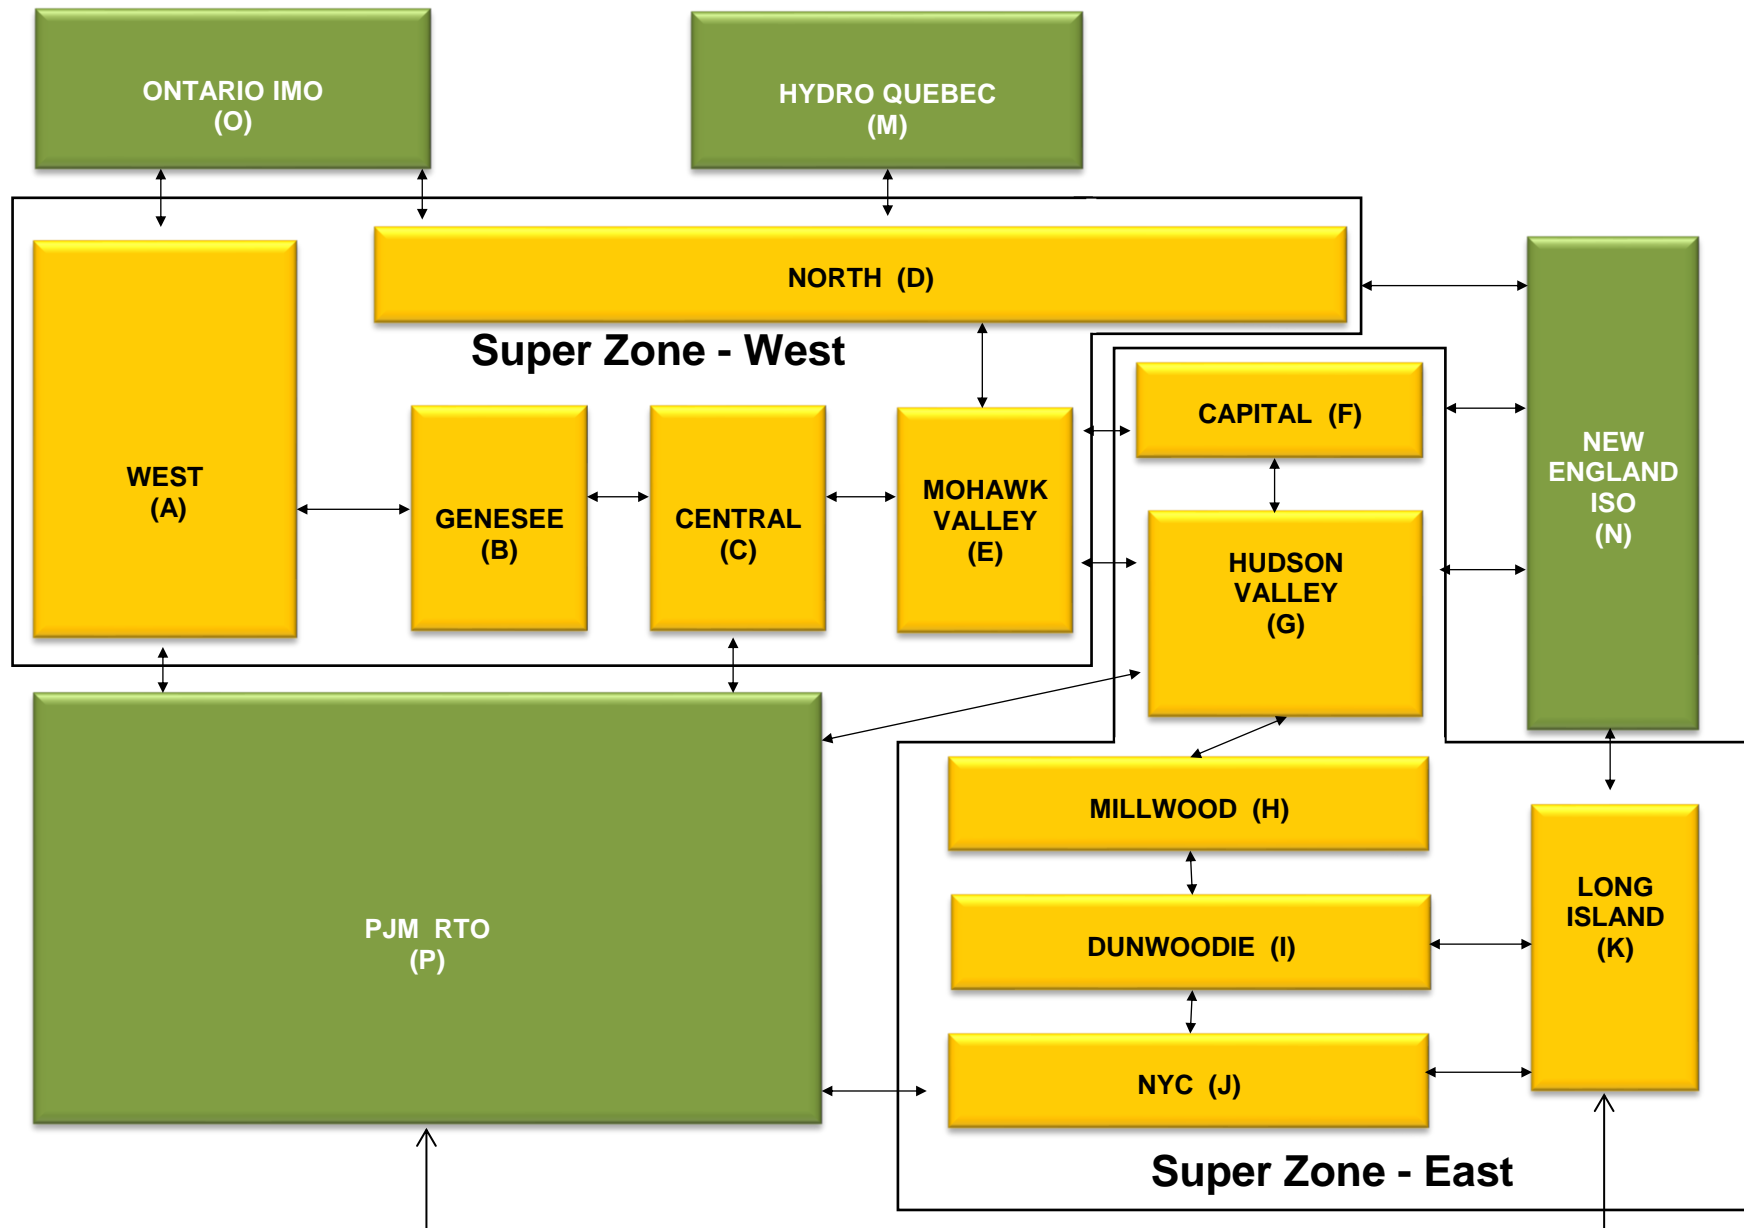 ONTARIO IMO
(O)
HYDRO QUEBEC
(M)
NORTH (D)
Super Zone - West
WEST
(A)
GENESEE
(B)
CENTRAL
(C)
MOHAWK
VALLEY
(E)
CAPITAL (F)
HUDSON
VALLEY
(G)
NEW
ENGLAND
ISO
(N)
MILLWOOD (H)
PJM RTO
(P)
DUNWOODIE (I)
LONG
ISLAND
(K)
NYC (J)
Super Zone - East